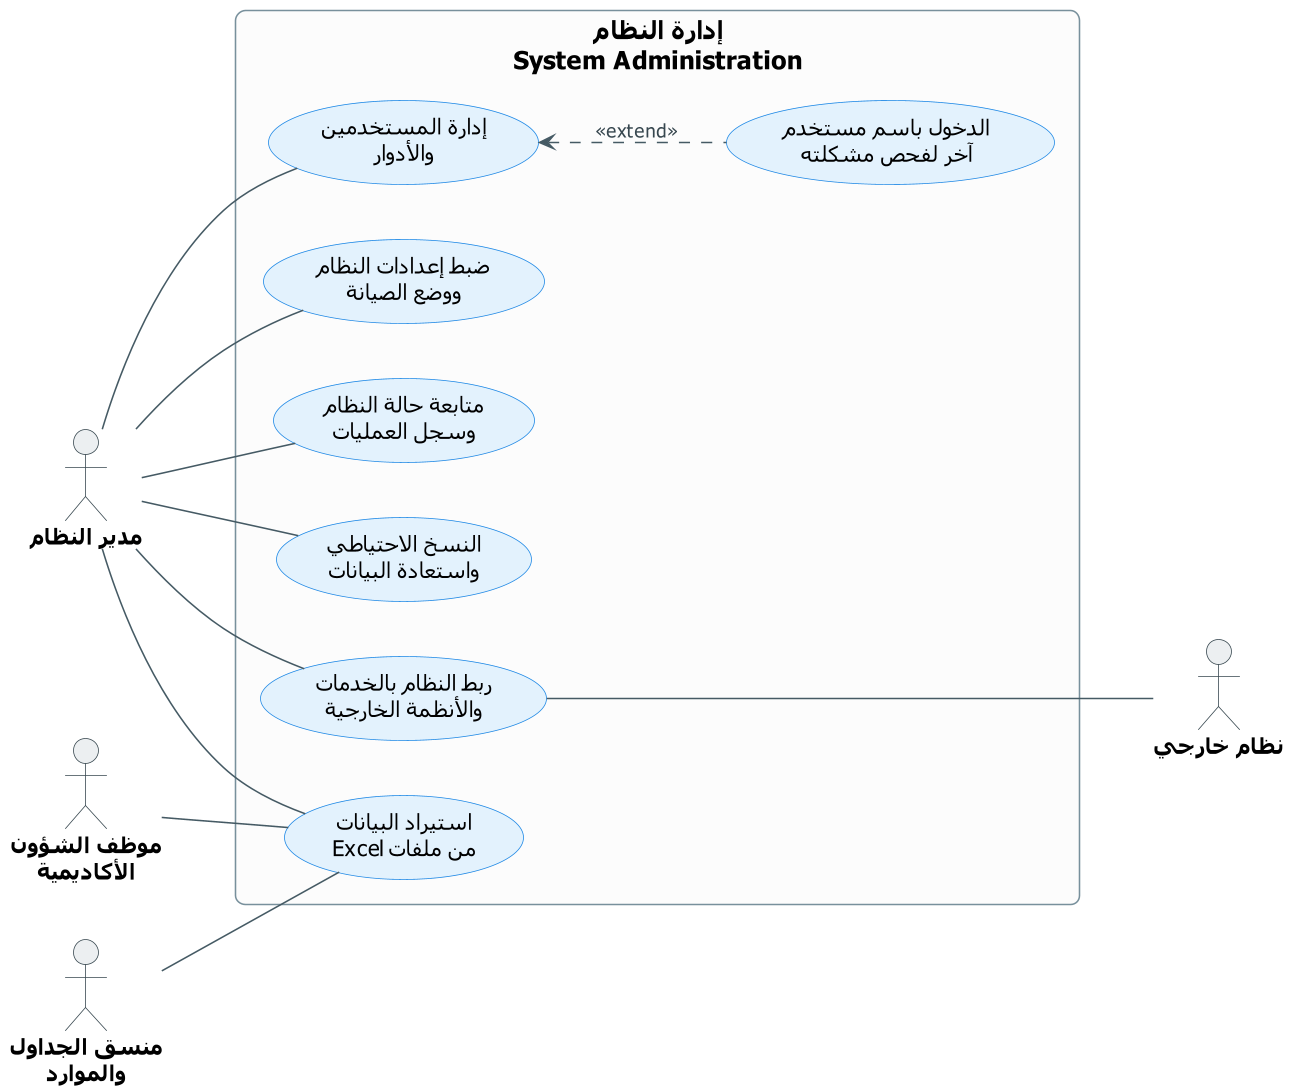 إدارة النظام
System Administration
إدارة المستخدمين
والأدوار
«extend»
الدخول باسم مستخدم
آخر لفحص مشكلته
ضبط إعدادات النظام
ووضع الصيانة
متابعة حالة النظام
وسجل العمليات
مدير النظام
النسخ الاحتياطي
واستعادة البيانات
ربط النظام بالخدمات
والأنظمة الخارجية
نظام خارجي
موظف الشؤون
الأكاديمية
استيراد البيانات
من ملفات Excel
منسق الجداول
والموارد